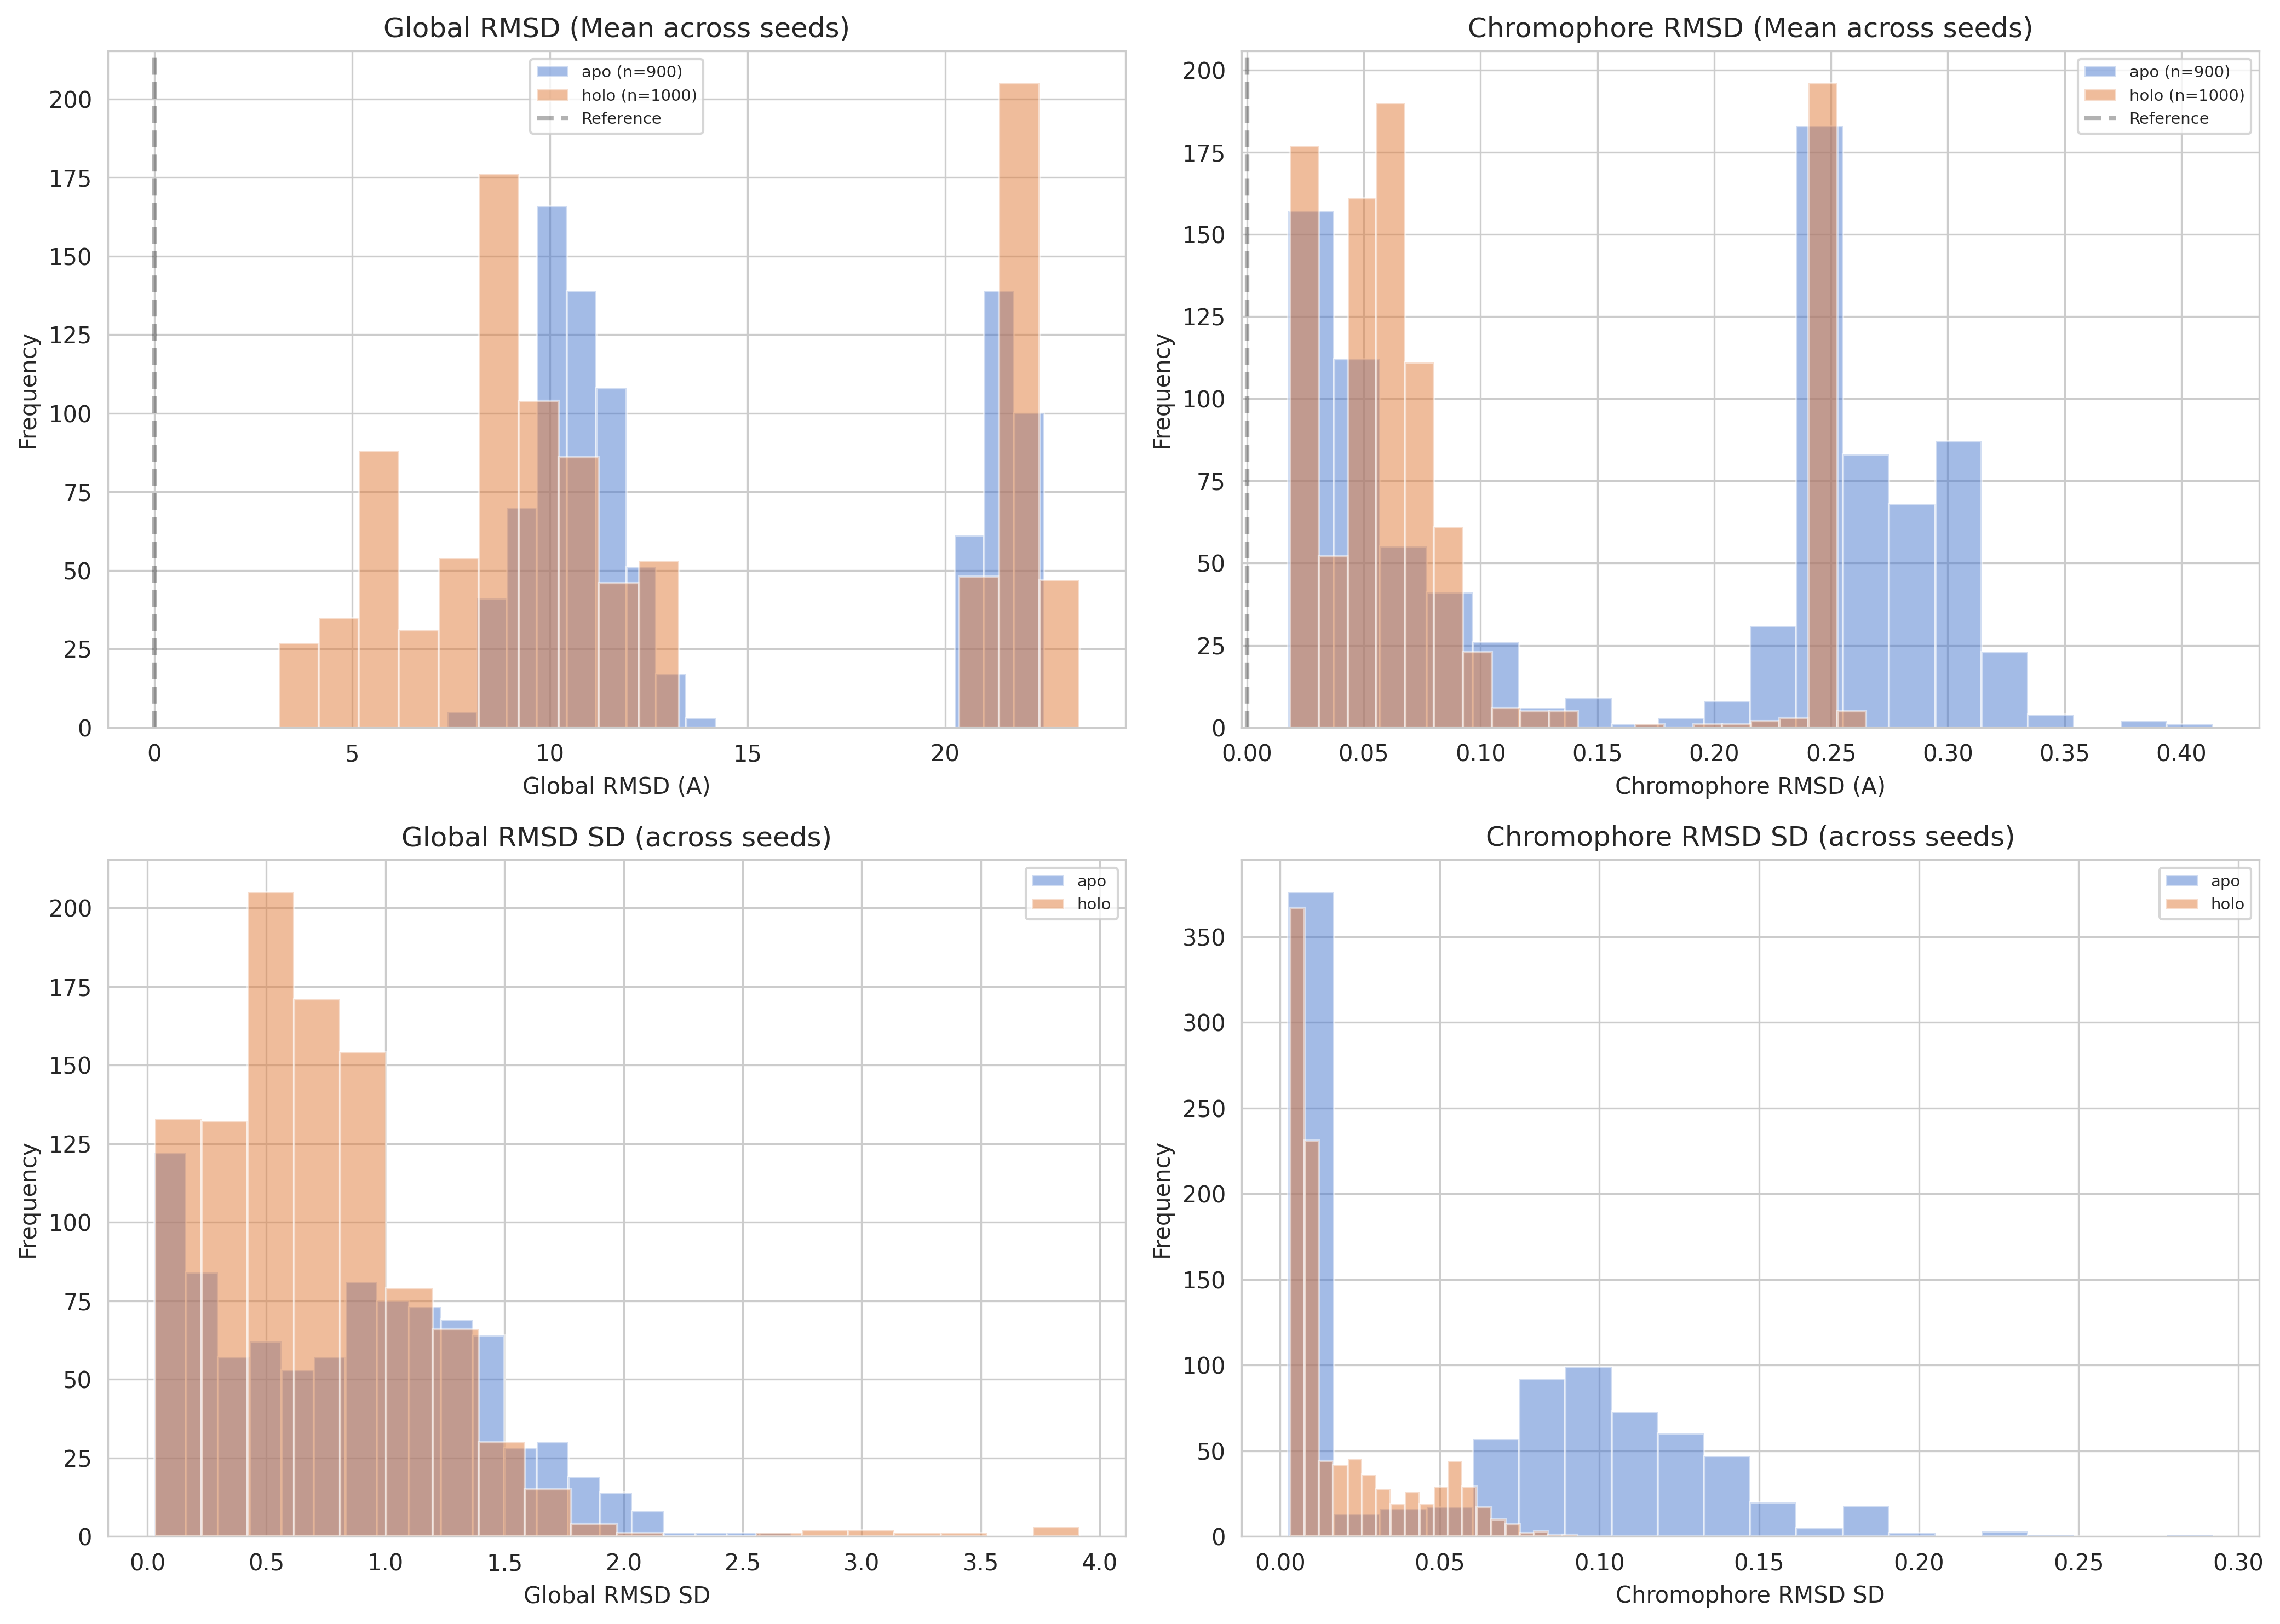 Global RMSD (Mean across seeds)
Frequency
200
175
150
125
100
75
50
25
0
apo (n=900)
holo (n=1000)
Reference
0 5 10 15 20
Global RMSD (A)
Chromophore RMSD (Mean across seeds)
Frequency
200
175
150
125
100
75
50
25
0
apo (n=900)
holo (n=1000)
Reference
0.00 0.05 0.10 0.15 0.20 0.25 0.30 0.35 0.40
Chromophore RMSD (A)
Global RMSD SD (across seeds)
Frequency
200
175
150
125
100
75
50
25
0
apo
holo
0.0 0.5 1.0 1.5 2.0 2.5 3.0 3.5 4.0
Global RMSD SD
Chromophore RMSD SD (across seeds)
Frequency
350
300
250
200
150
100
50
0
apo
holo
0.00 0.05 0.10 0.15 0.20 0.25 0.30
Chromophore RMSD SD